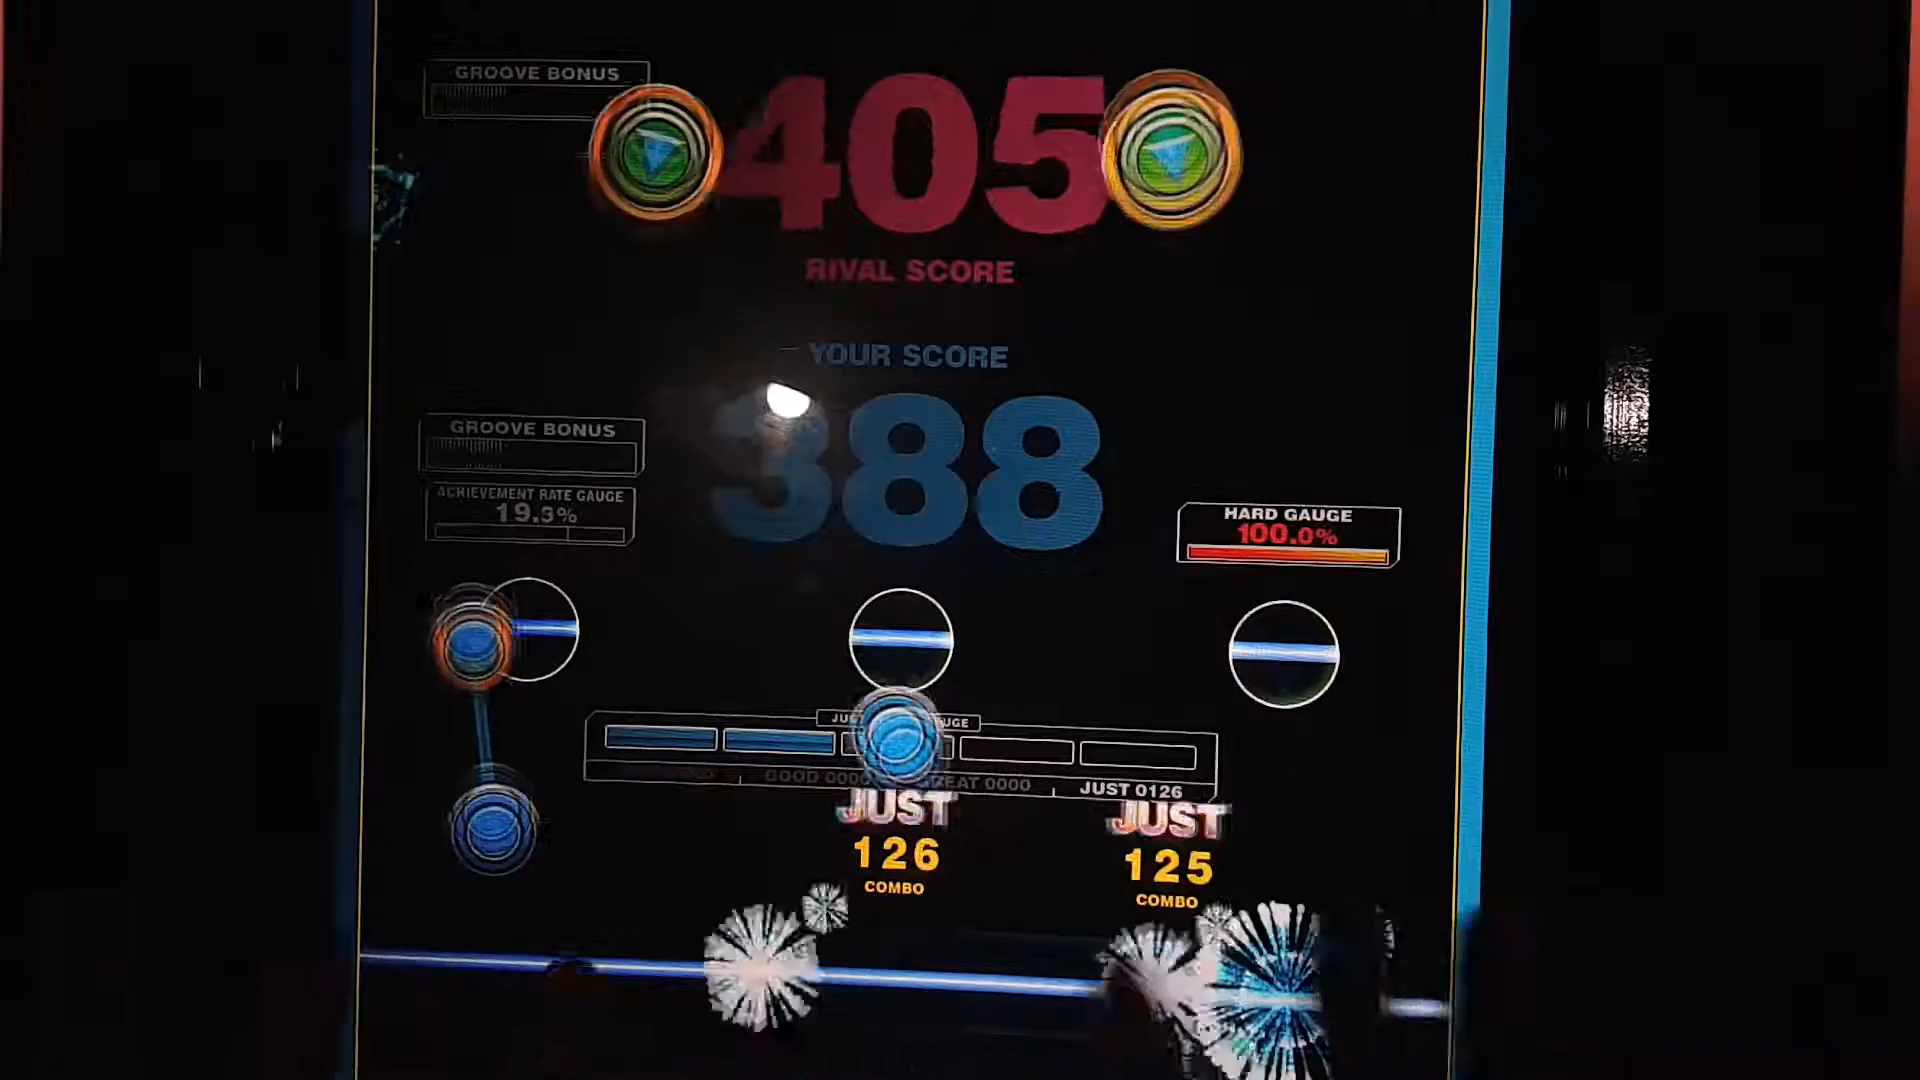 GROOVE BONUS
405
RIVAL SCORE
YOUR SCORE
388
GROOVE BONUS
ACHIEVEMENT RATE GAUGE
19.3%
HARD GAUGE
100.0%
GOOD 0000
JUST 0126
JUST
126
COMBO
JUST
125
COMBO